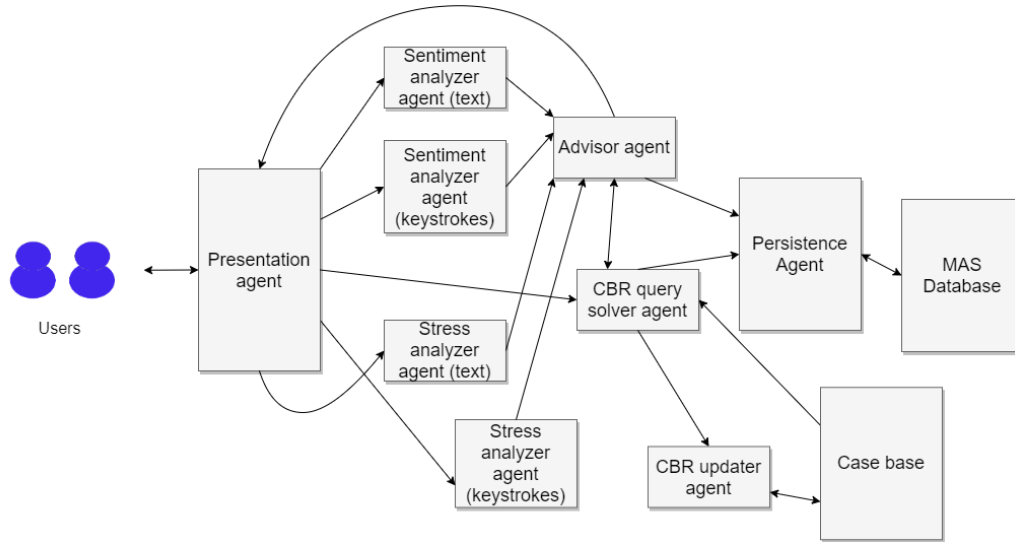 Users
Presentation
agent
Sentiment
analyzer
agent (text)
Sentiment
analyzer
agent
(keystrokes)
Stress
analyzer
agent (text)
Stress
analyzer
agent
(keystrokes)
Advisor agent
CBR query
solver agent
CBR updater
agent
Persistence
Agent
MAS
Database
Case base